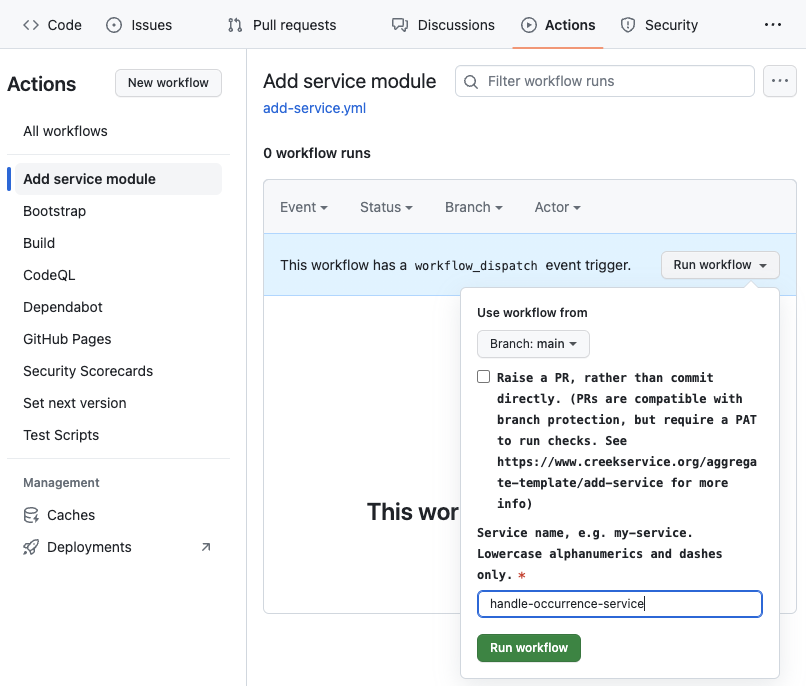 Code Issues Pull requests Discussions Actions Security ...
Actions
New workflow
All workflows
Add service module
Bootstrap
Build
CodeQL
Dependabot
GitHub Pages
Security Scorecards
Set next version
Test Scripts
Management
Caches
Deployments
Add service module
Filter workflow runs
...
add-service.yml
0 workflow runs
Event Status Branch Actor
This workflow has a workflow_dispatch event trigger.
Run workflow
This wor
Use workflow from
Branch: main
Raise a PR, rather than commit
directly. (PRs are compatible with
branch protection, but require a PAT
to run checks. See
https://www.creekservice.org/aggrega
te-template/add-service for more
info)
Service name, e.g. my-service.
Lowercase alphanumerics and dashes
only. *
handle-occurrence-service
Run workflow